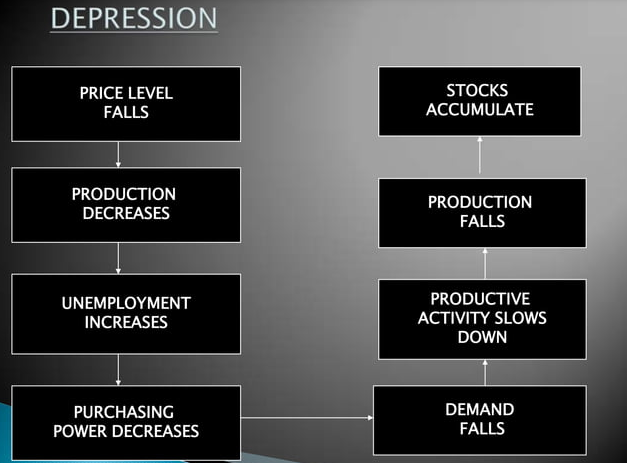 DEPRESSION
PRICE LEVEL
FALLS
PRODUCTION
DECREASES
UNEMPLOYMENT
INCREASES
PURCHASING
POWER DECREASES
DEMAND
FALLS
PRODUCTIVE
ACTIVITY SLOWS
DOWN
PRODUCTION
FALLS
STOCKS
ACCUMULATE